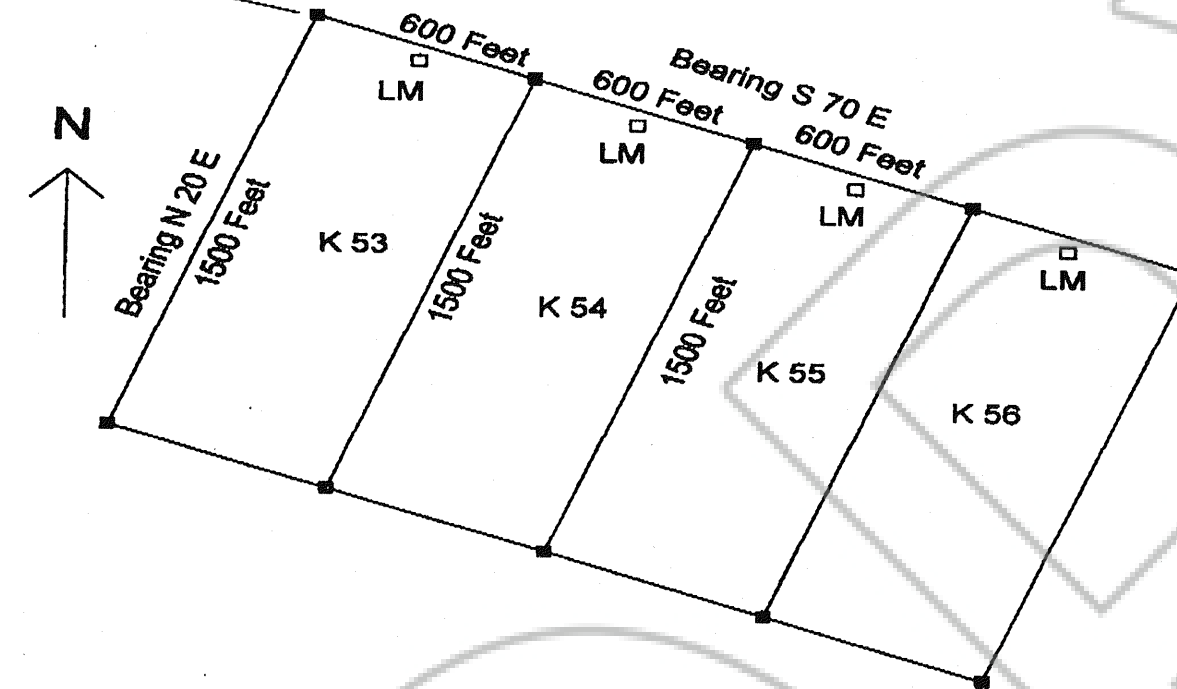 600 Feet
Bearing S 70 E
600 Feet
600 Feet
LM
LM
LM
LM
N
Bearing N 20 E
1500 Feet
K 53
1500 Feet
K 54
1500 Feet
K 55
K 56